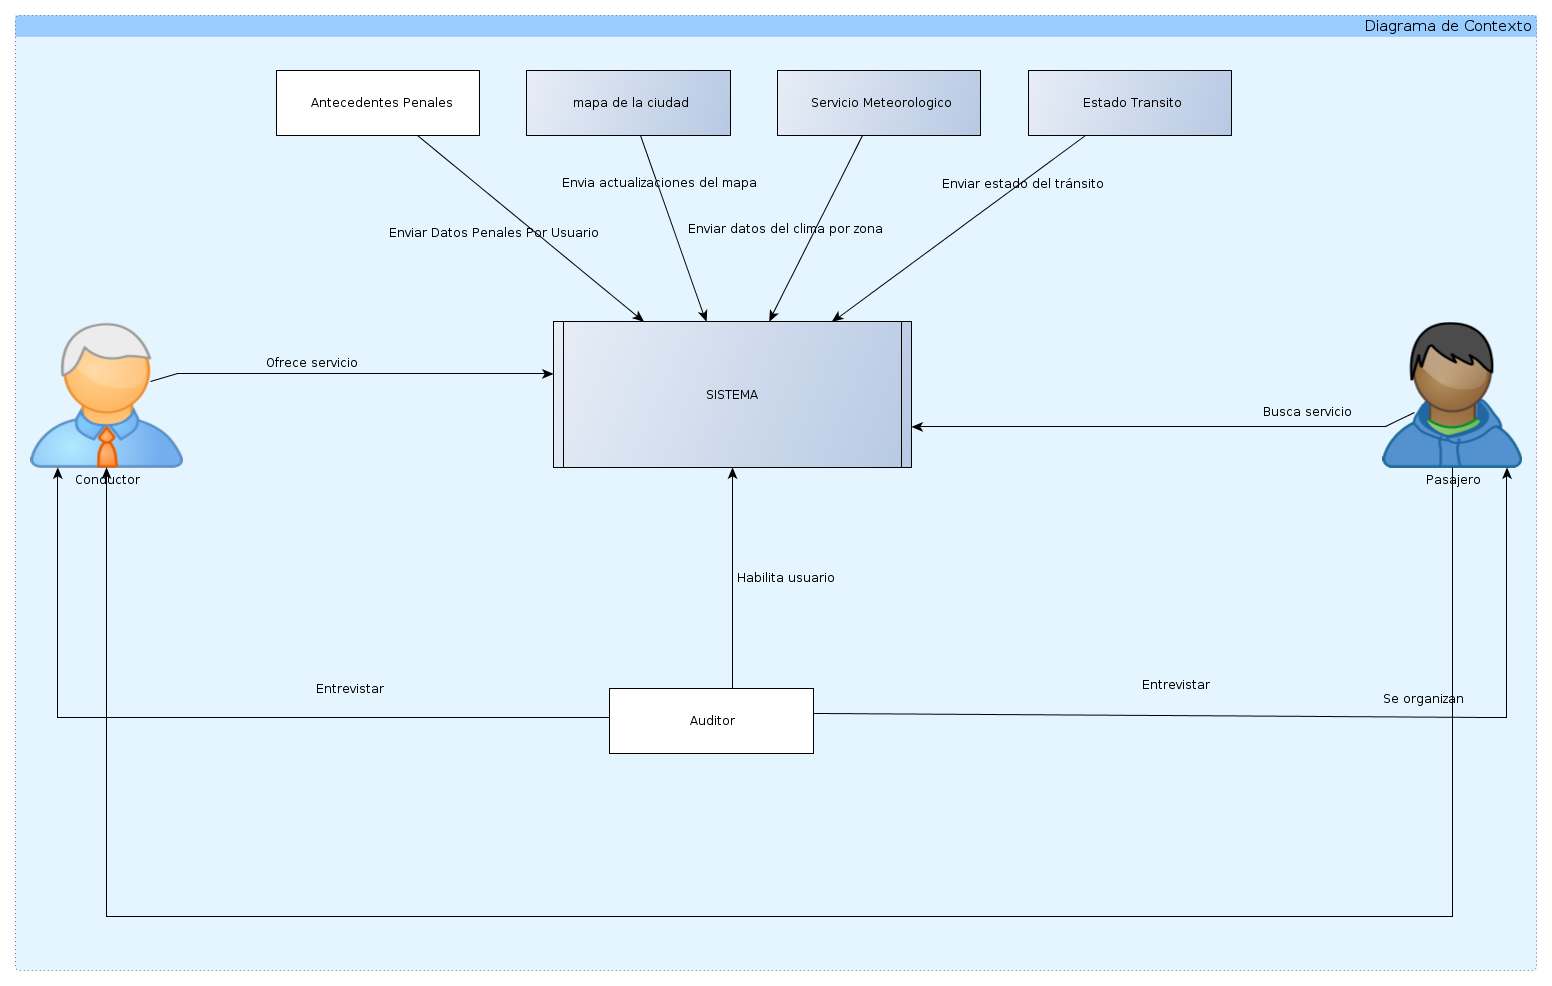 Diagrama de Contexto
Antecedentes Penales
mapa de la ciudad
Servicio Meteorologico
Estado Transito
Envia actualizaciones del mapa
Enviar estado del tránsito
Enviar datos del clima por zona
Enviar Datos Penales Por Usuario
Ofrece servicio
SISTEMA
Busca servicio
Conductor
Pasajero
Habilita usuario
Entrevistar
Entrevistar
Se organizan
Auditor